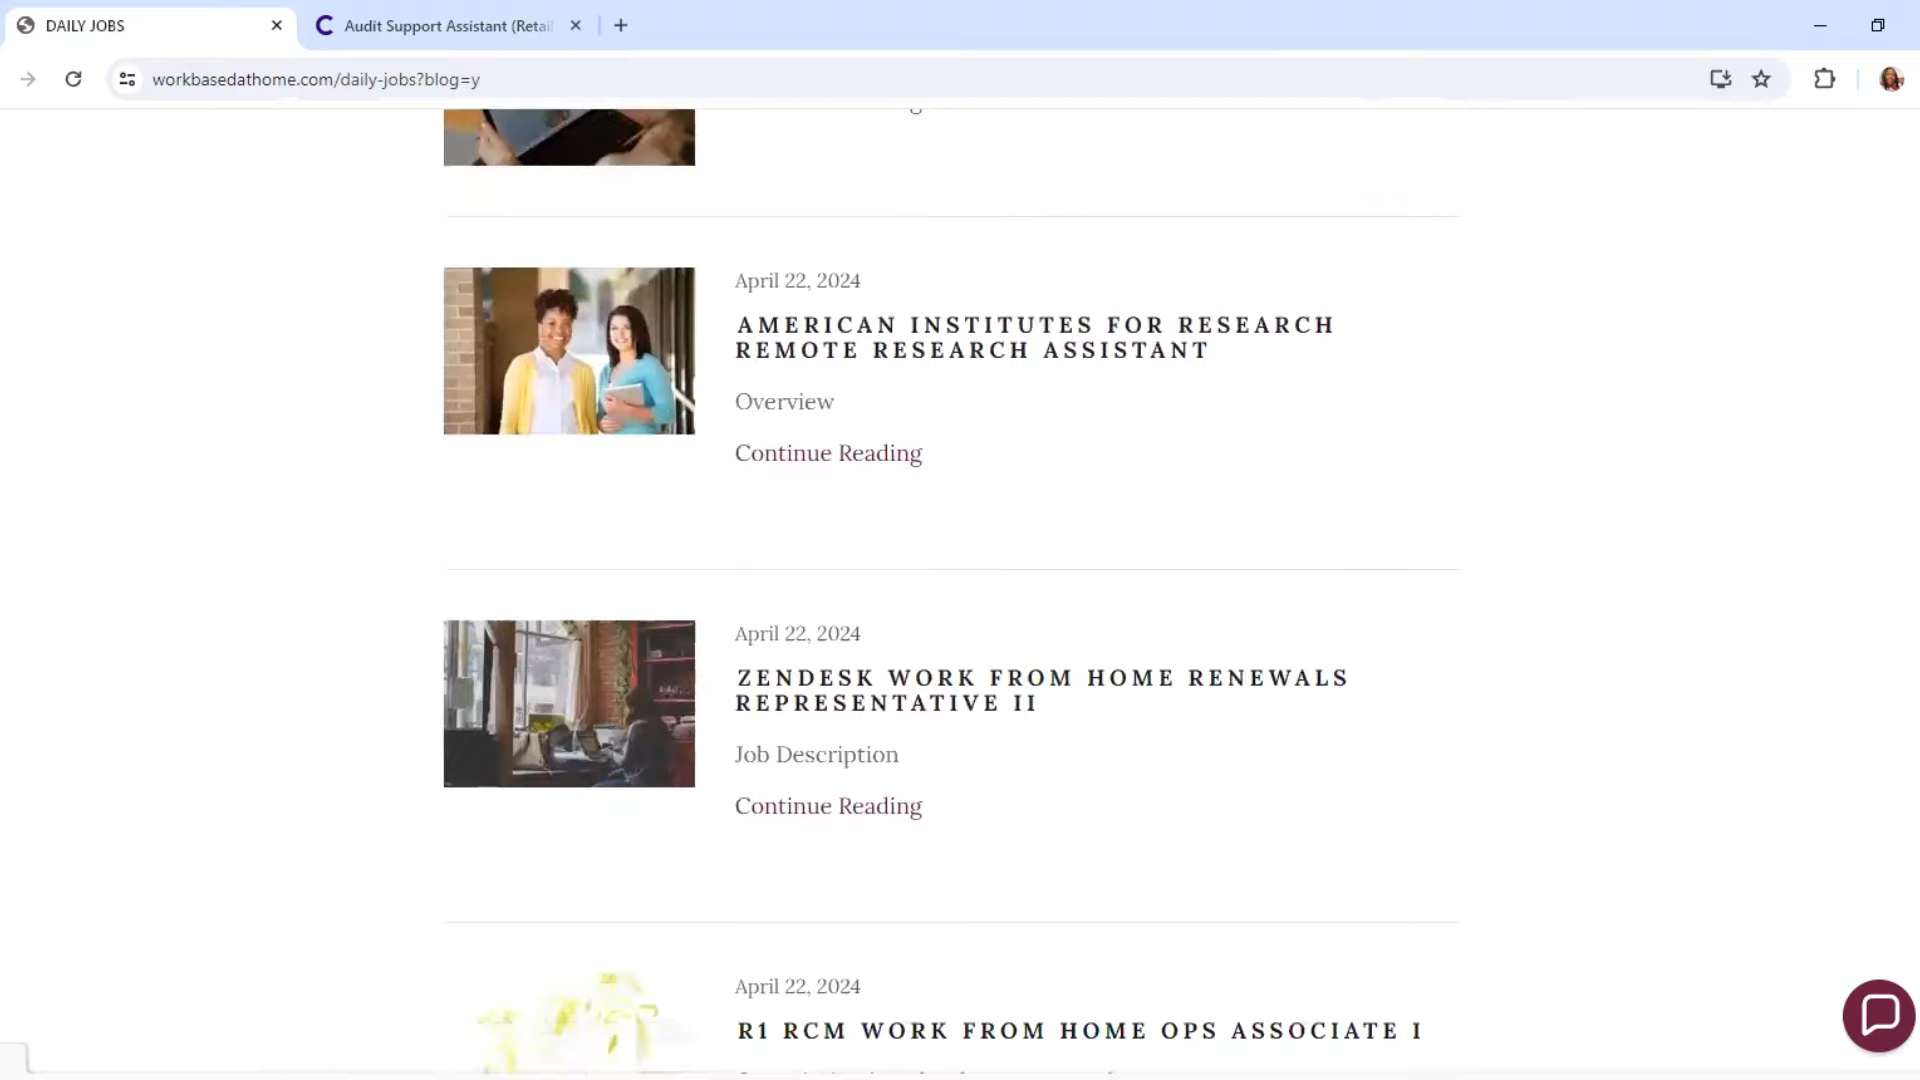 DAILY JOBS
Audit Support Assistant (Retai
workbasedathome.com/daily-jobs?blog=y
April 22, 2024
AMERICAN INSTITUTES FOR RESEARCH
REMOTE RESEARCH ASSISTANT
Overview
Continue Reading
April 22, 2024
ZENDESK WORK FROM HOME RENEWALS
REPRESENTATIVE II
Job Description
Continue Reading
April 22, 2024
R1 RCM WORK FROM HOME OPS ASSOCIATE I